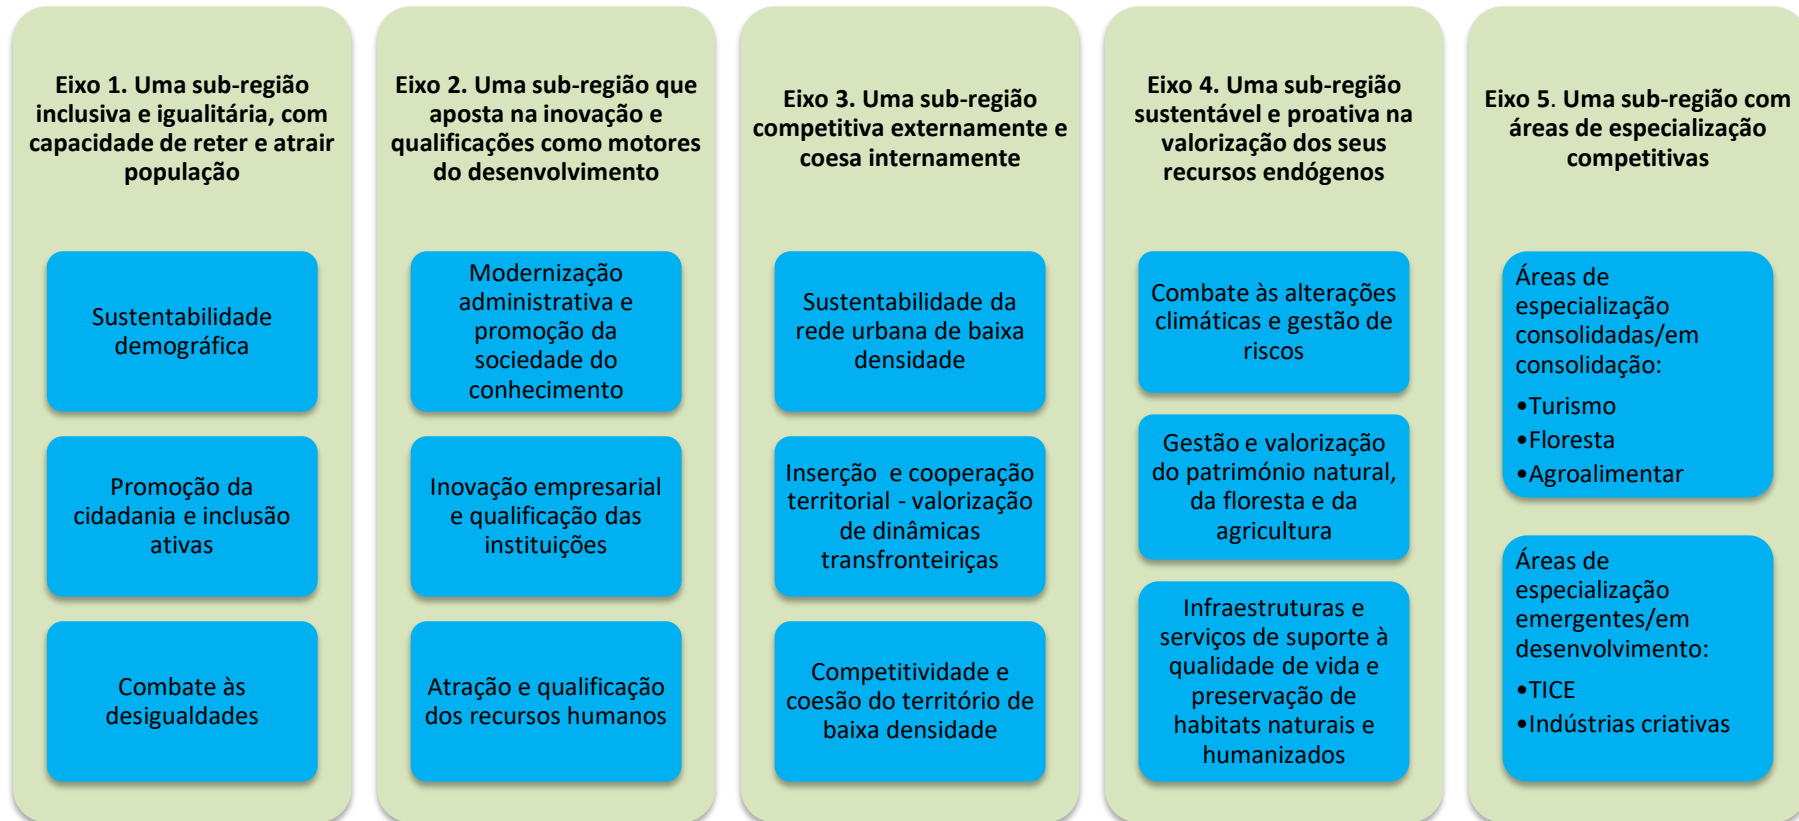 Eixo 1. Uma sub-região
inclusiva e igualitária, com
capacidade de reter e atrair
população
Sustentabilidade
demográfica
Promoção da
cidadania e inclusão
ativas
Combate às
desigualdades
Eixo 2. Uma sub-região que
aposta na inovação e
qualificações como motores
do desenvolvimento
Modernização
administrativa e
promoção da
sociedade do
conhecimento
Inovação empresarial
e qualificação das
instituições
Atração e qualificação
dos recursos humanos
Eixo 3. Uma sub-região
competitiva externamente e
coesa internamente
Sustentabilidade da
rede urbana de baixa
densidade
Inserção  e cooperação
territorial - valorização
de dinâmicas
transfronteiriças
Competitividade e
coesão do território de
baixa densidade
Eixo 4. Uma sub-região
sustentável e proativa na
valorização dos seus
recursos endógenos
Combate às alterações
climáticas e gestão de
riscos
Gestão e valorização
do património natural,
da floresta e da
agricultura
Infraestruturas e
serviços de suporte à
qualidade de vida e
preservação de
habitats naturais e
humanizados
Eixo 5. Uma sub-região com
áreas de especialização
competitivas
Áreas de
especialização
consolidadas/em
consolidação:
•Turismo
•Floresta
•Agroalimentar
Áreas de
especialização
emergentes/em
desenvolvimento:
•TICE
•Indústrias criativas